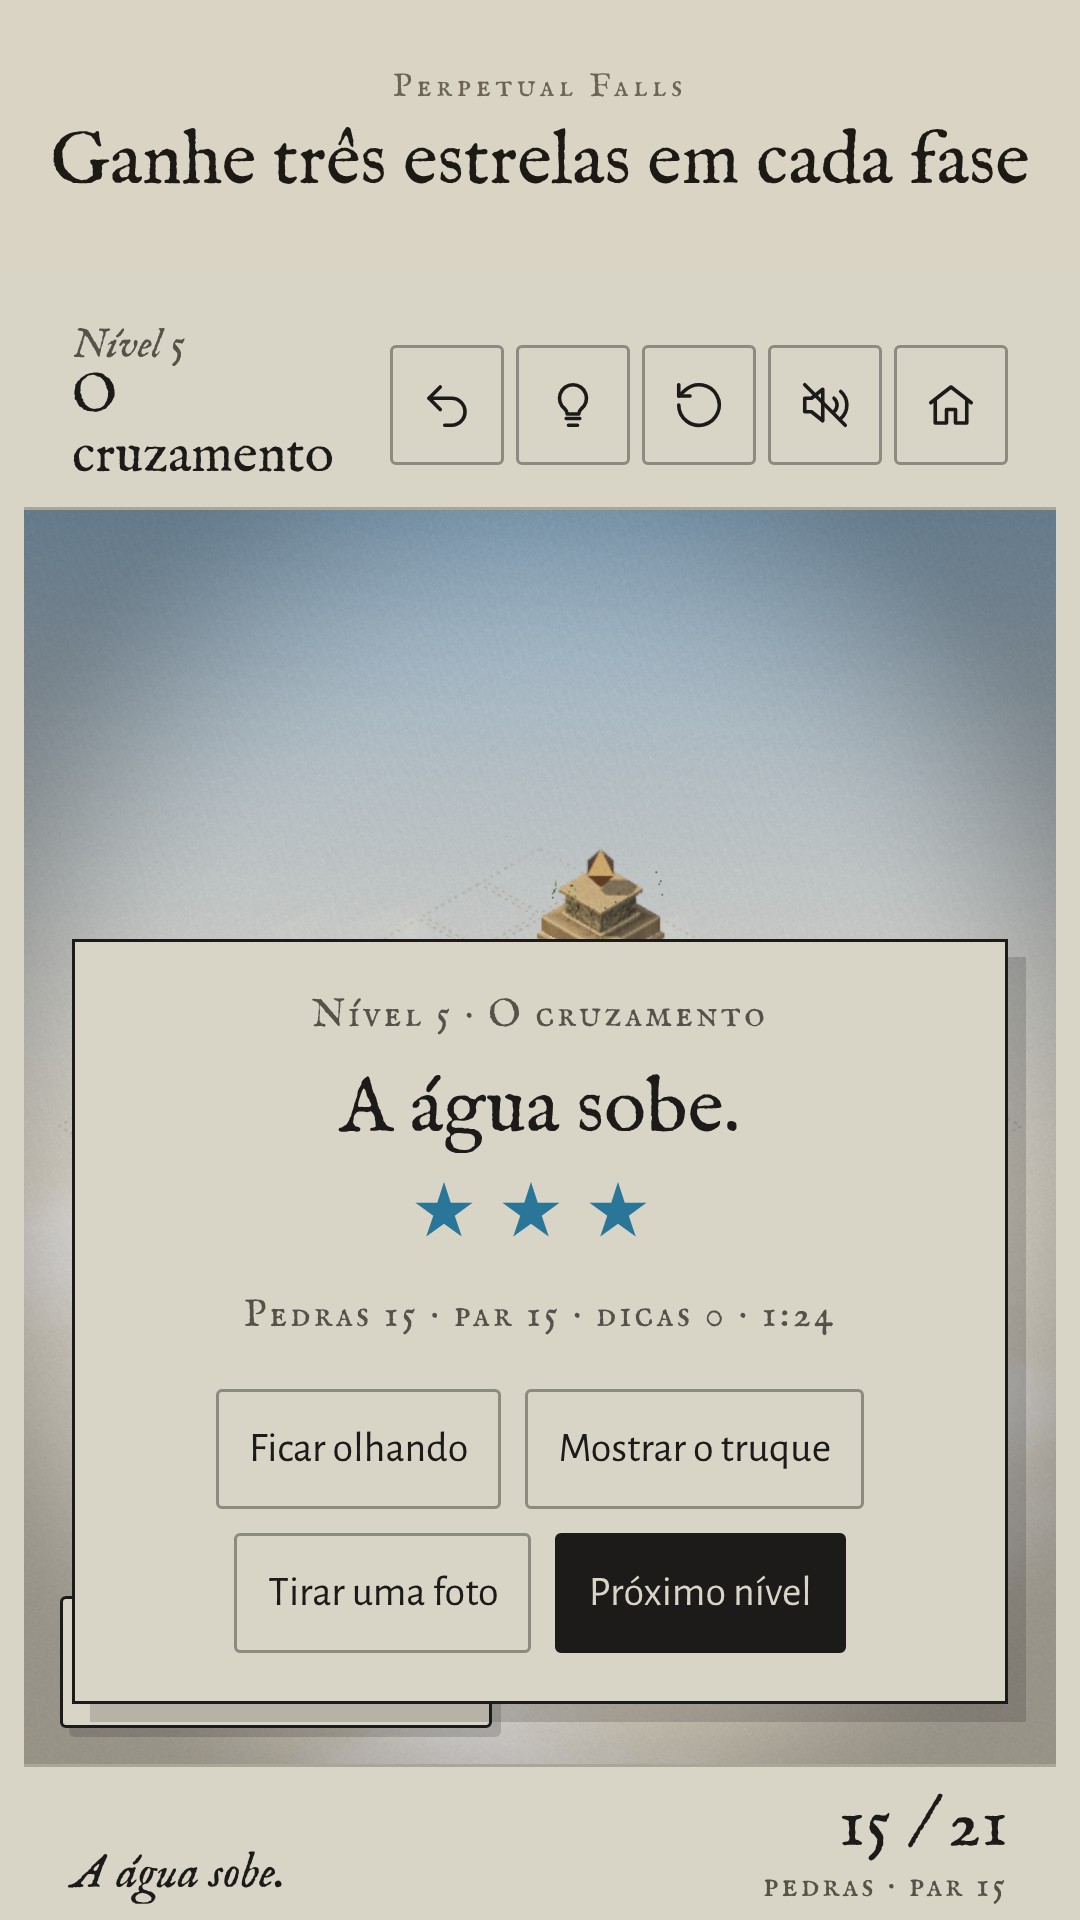 Perpetual Falls
Ganhe três estrelas em cada fase
Nível 5
O
cruzamento
Nível 5 · O cruzamento
A água sobe.
Pedras 15 · par 15 · dicas 0 · 1:24
Ficar olhando
Mostrar o truque
Tirar uma foto
Próximo nível
15 / 21
A água sobe.
pedras · par 15